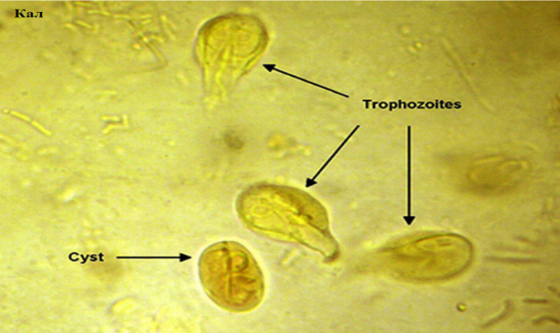 Кал
Trophozoites
Cyst